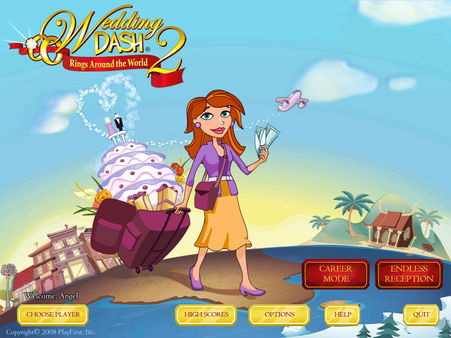 Wedding
DASH® 2
Rings Around the World
CAREER
MODE
ENDLESS
RECEPTION
Welcome, Angel
CHOOSE PLAYER
HIGH SCORES
OPTIONS
HELP
QUIT
Copyright© 2008 PlayFirst, Inc.